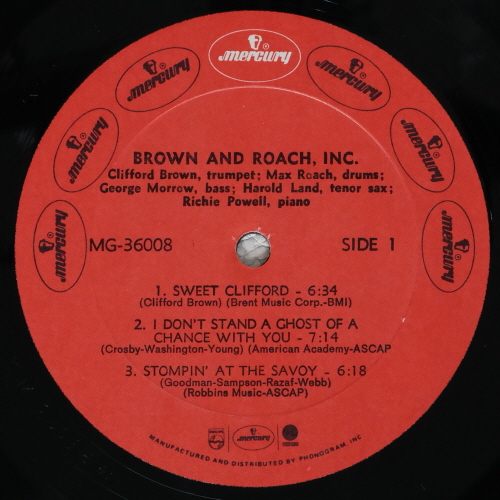 mercury
mercury
mercury
mercury
mercury
mercury
mercury
mercury
mercury
BROWN AND ROACH, INC.
Clifford Brown, trumpet; Max Roach, drums;
George Morrow, bass; Harold Land, tenor sax;
Richie Powell, piano
MG-36008
SIDE 1
1. SWEET CLIFFORD - 6:34
(Clifford Brown) (Brent Music Corp.-BMI)
2. I DON'T STAND A GHOST OF A
CHANCE WITH YOU - 7:14
(Crosby-Washington-Young) (American Academy-ASCAP
3. STOMPIN' AT THE SAVOY - 6:18
(Goodman-Sampson-Razaf-Webb)
(Robbins Music-ASCAP)
PHILIPS
mercury
MANUFACTURED AND DISTRIBUTED BY PHONOGRAM, INC